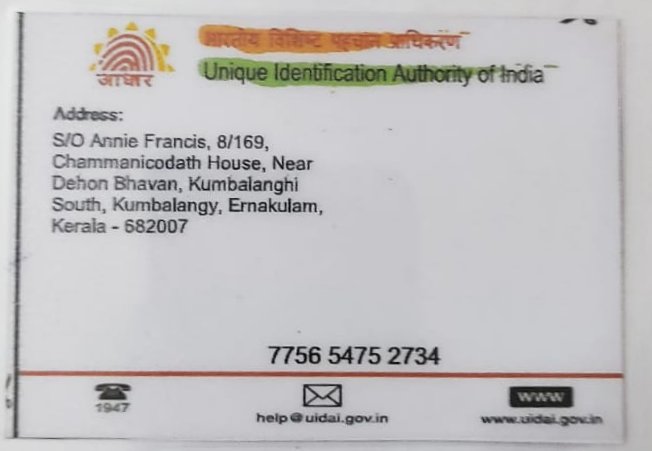 भारतीय विशिष्ट पहचान प्राधिकरण
Unique Identification Authority of India
आधार
Address:
S/O Annie Francis, 8/169,
Chammanicodath House, Near
Dehon Bhavan, Kumbalanghi
South, Kumbalangy, Ernakulam,
Kerala - 682007
7756 5475 2734
1947
help@uidai.gov.in
www
www.uidai.gov.in